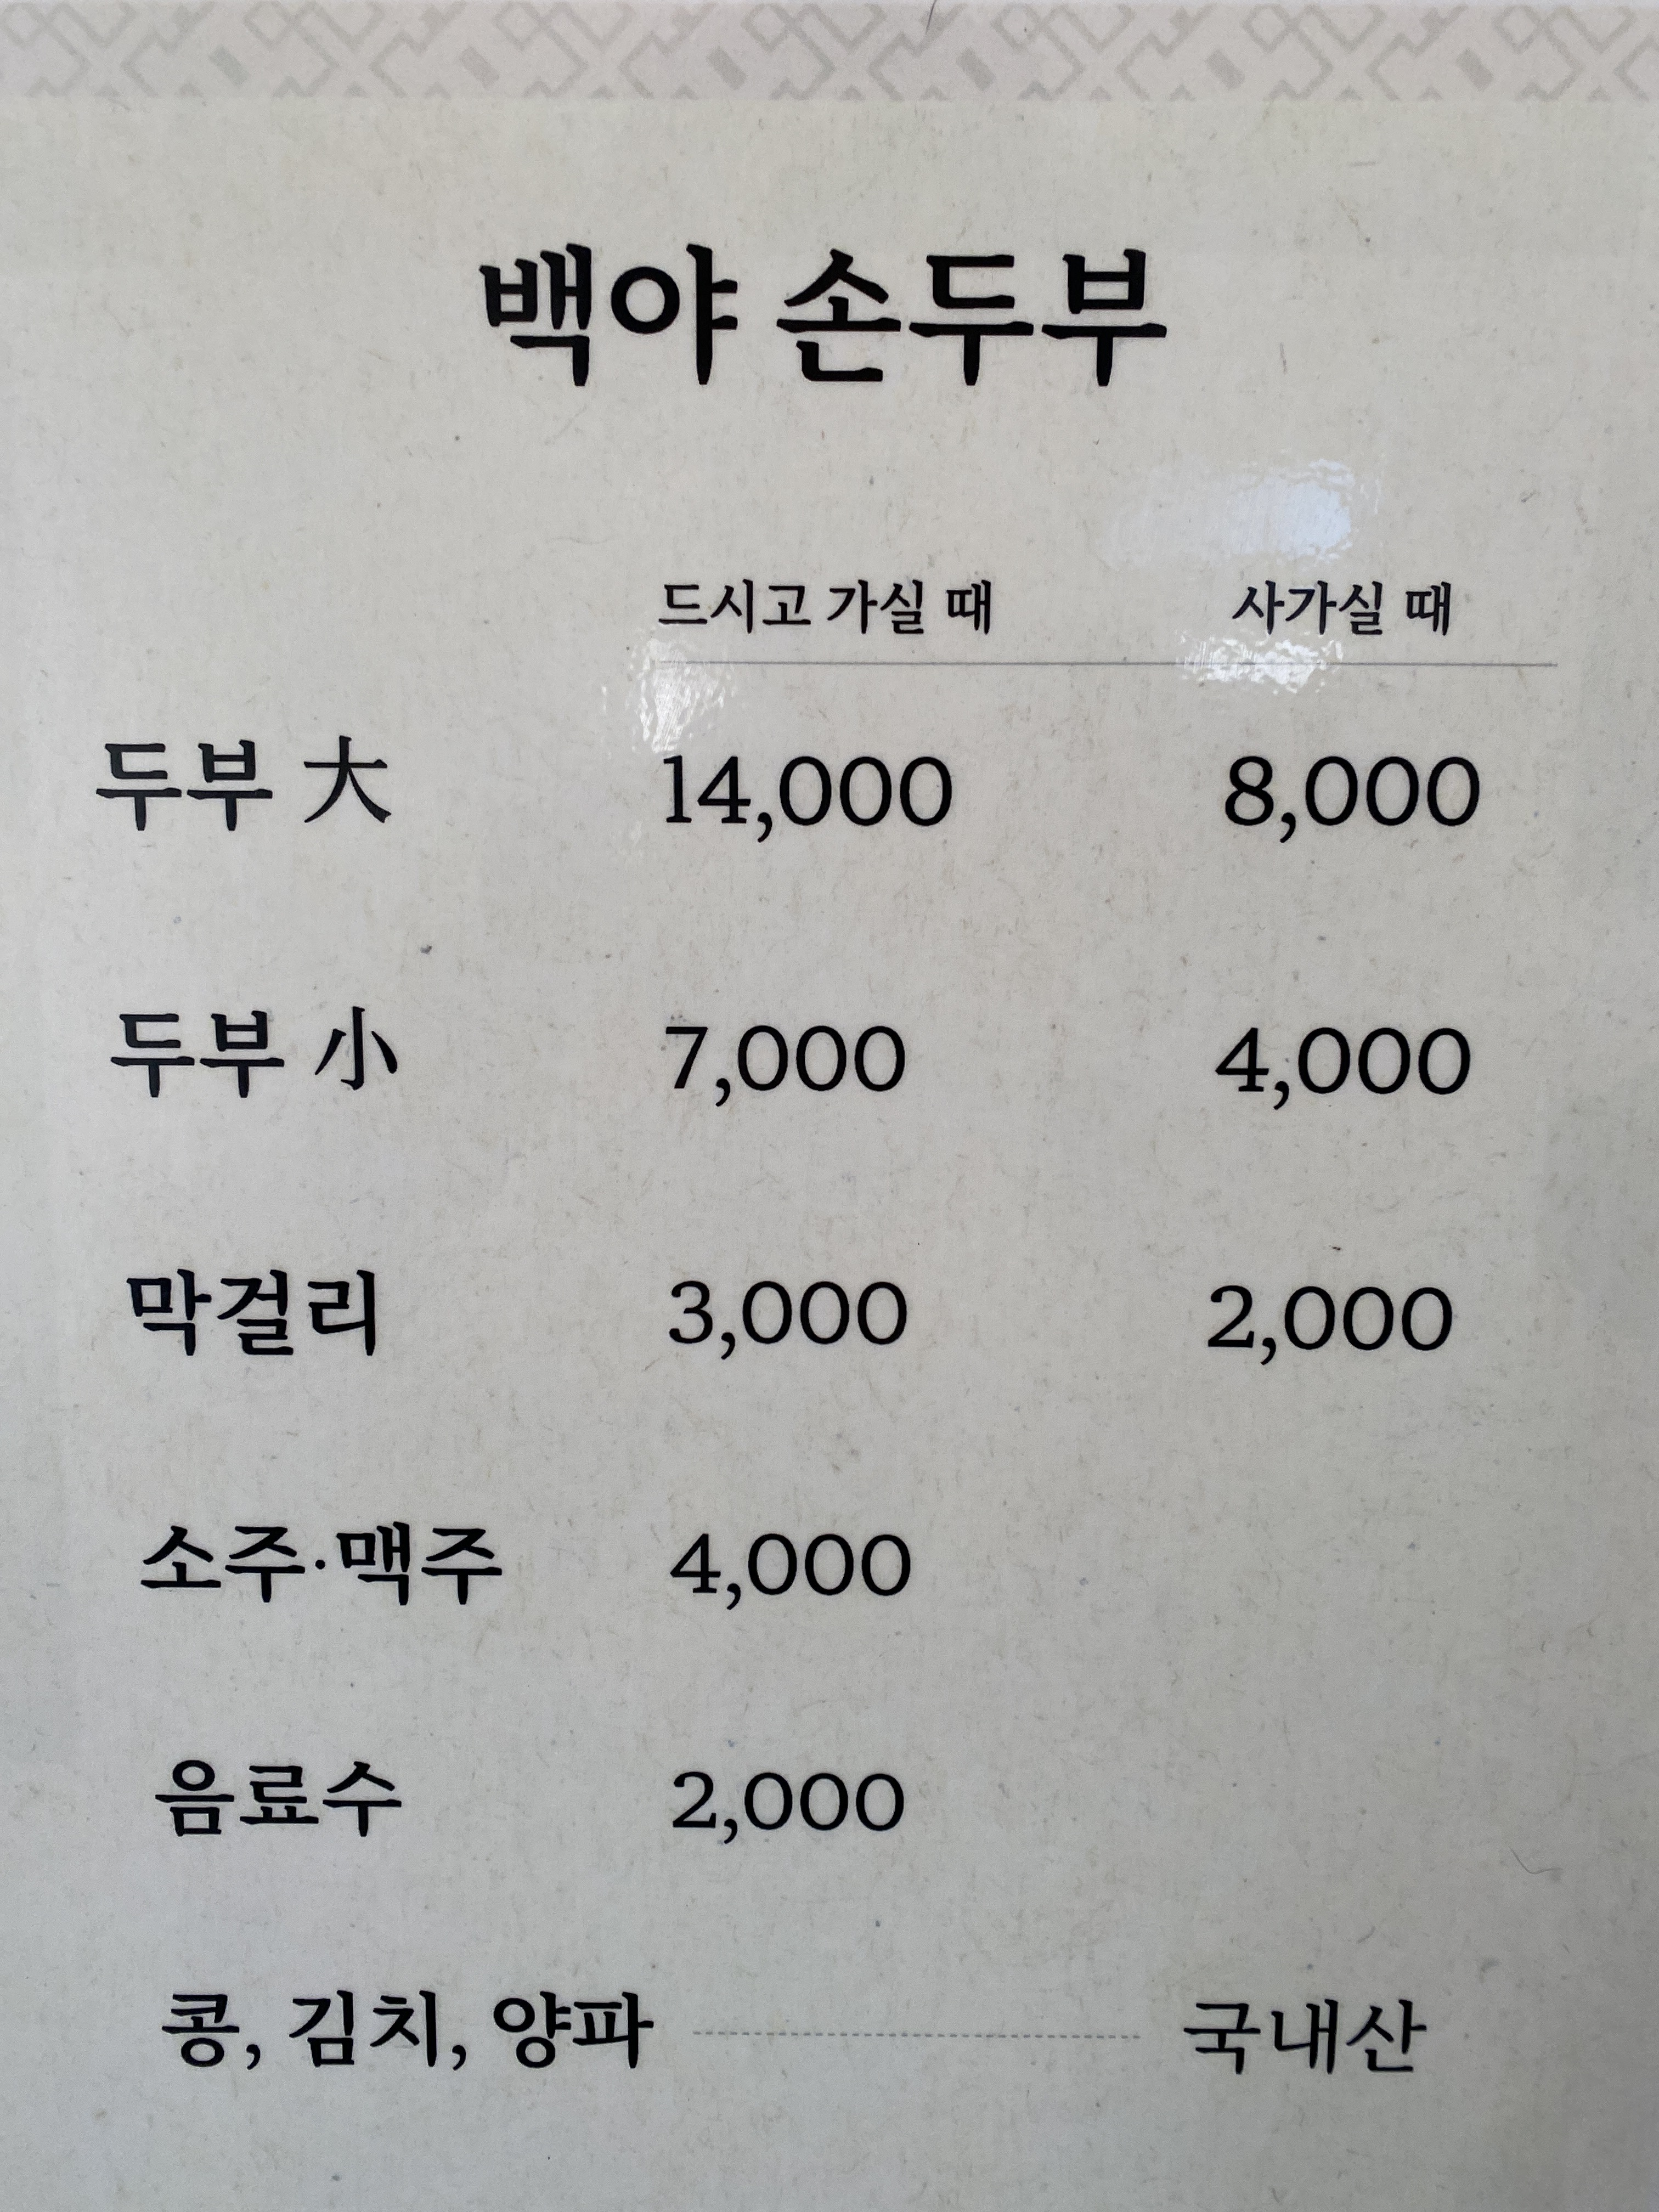 백야 손두부
드시고 가실 때 사가실 때
두부 大 14,000 8,000
두부 小 7,000 4,000
막걸리 3,000 2,000
소주·맥주 4,000
음료수 2,000
콩, 김치, 양파 국내산